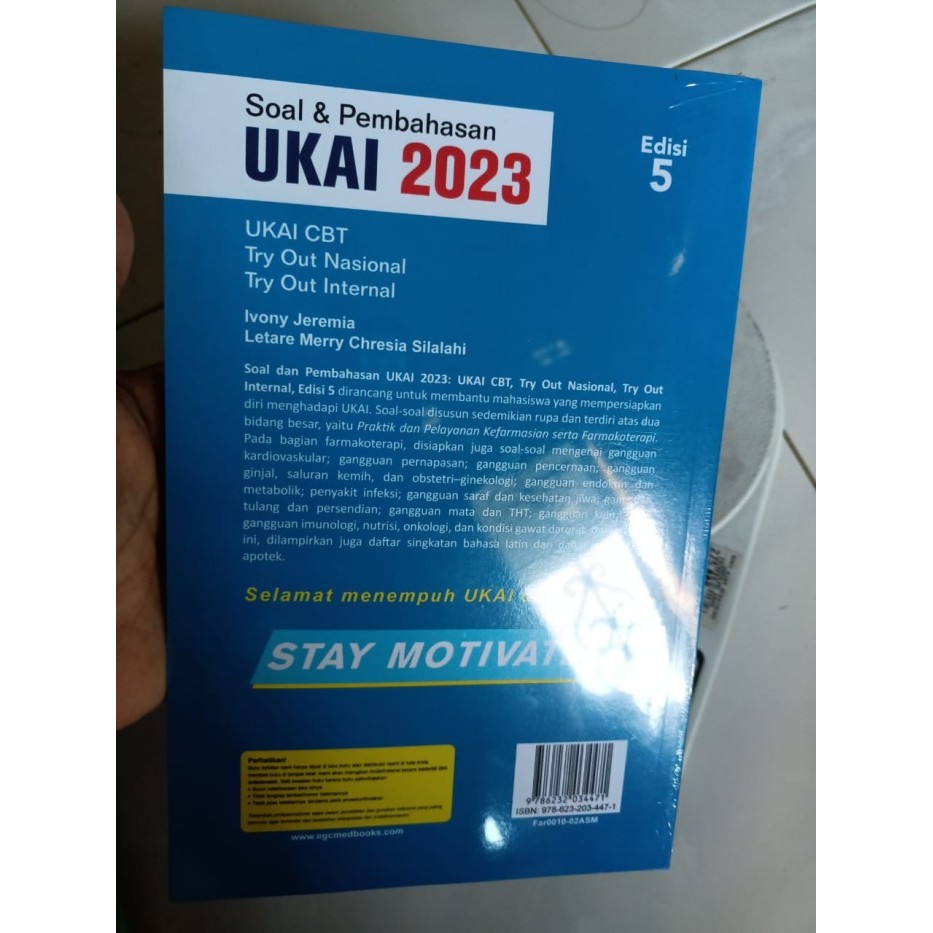 Soal & Pembahasan
UKAI 2023
Edisi
5
UKAI CBT
Try Out Nasional
Try Out Internal
Ivony Jeremia
Letare Merry Chresia Silalahi
Soal dan Pembahasan UKAI 2023: UKAI CBT, Try Out Nasional, Try Out
Internal, Edisi 5 dirancang untuk membantu mahasiswa yang mempersiapkan
diri menghadapi UKAI. Soal-soal disusun sedemikian rupa dan terdiri atas dua
bidang besar, yaitu Praktik dan Pelayanan Kefarmasian serta Farmakoterapi.
Pada bagian farmakoterapi, disiapkan juga soal-soal mengenai gangguan
kardiovaskular; gangguan pernapasan; gangguan pencernaan; gangguan
ginjal, saluran kemih, dan obstetri–ginekologi; gangguan endokrin dan
metabolik; penyakit infeksi; gangguan saraf dan kesehatan jiwa;
tulang dan persendian; gangguan mata dan THT; gangguan
gangguan imunologi, nutrisi, onkologi, dan kondisi gawat darurat.
ini, dilampirkan juga daftar singkatan bahasa latin dan
apotek.
Selamat menempuh UKAI
STAY
Perhatian!
www.egcmedbooks.com
9 786232 034471
ISBN: 978-623-203-447-1
Far0010-02ASM